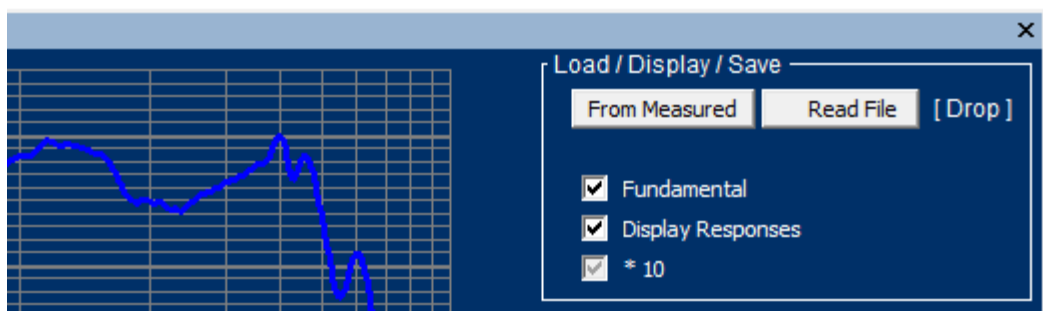 Load / Display / Save
From Measured Read File [ Drop ]
Fundamental
Display Responses
* 10